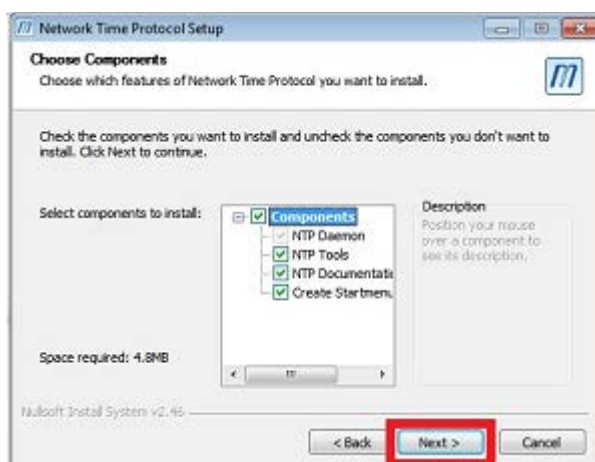 Network Time Protocol Setup
Choose Components
Choose which features of Network Time Protocol you want to install.
Check the components you want to install and uncheck the components you don't want to
install. Click Next to continue.
Select components to install:
Components
NTP Daemon
NTP Tools
NTP Documentatic
Create Startmenu
Description
Position your mouse
over a component to
see its description.
Space required: 4.8MB
Nullsoft Install System v2.46
< Back
Next >
Cancel